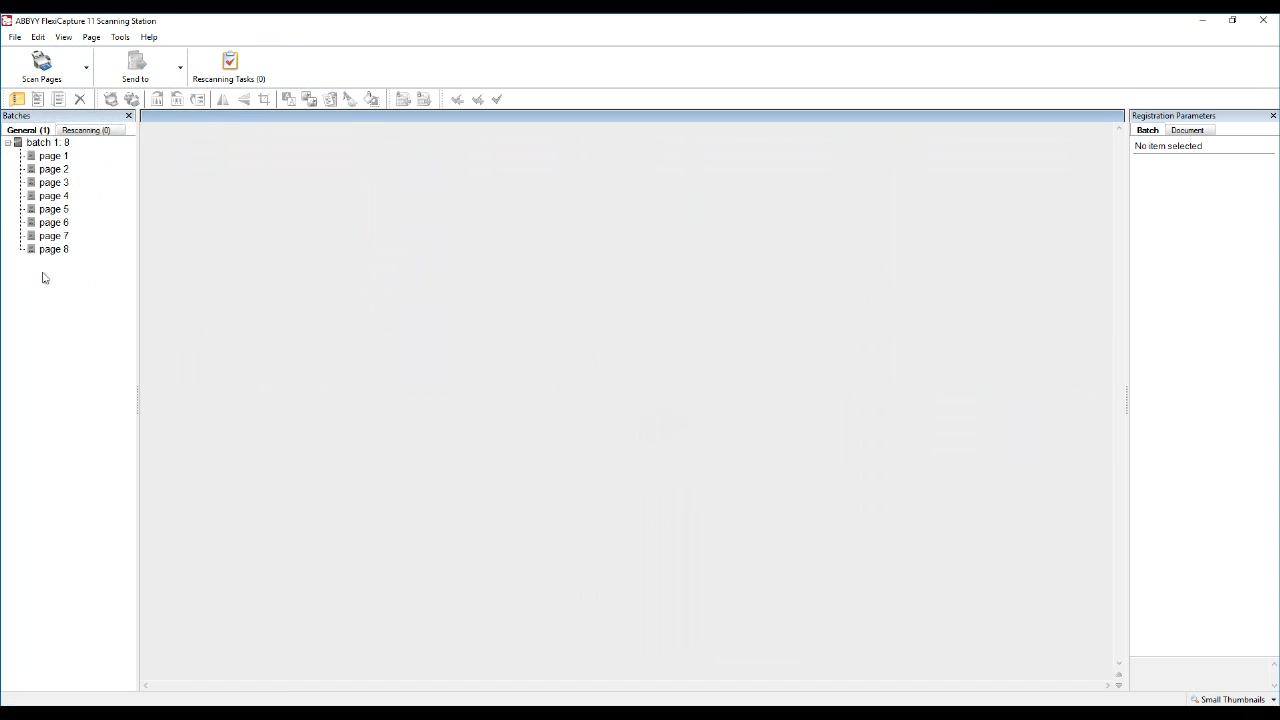 ABBYY FlexiCapture 11 Scanning Station
File Edit View Page Tools Help
Scan Pages Send to Rescanning Tasks (0)
Batches
General (1) Rescanning (0)
batch 1: 8
page 1
page 2
page 3
page 4
page 5
page 6
page 7
page 8
Registration Parameters
Batch Document
No item selected
Small Thumbnails